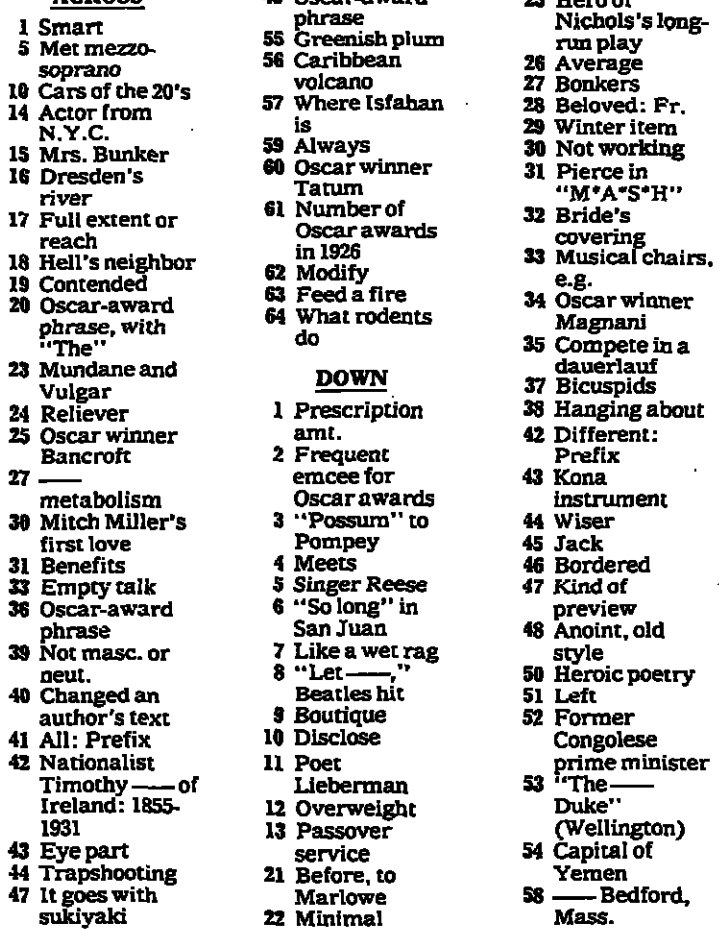 1 Smart
5 Met mezzo-
soprano
10 Cars of the 20's
14 Actor from
N.Y.C.
15 Mrs. Bunker
16 Dresden's
river
17 Full extent or
reach
18 Hell's neighbor
19 Contended
20 Oscar-award
phrase, with
"The"
23 Mundane and
Vulgar
24 Reliever
25 Oscar winner
Bancroft
27 —
metabolism
30 Mitch Miller's
first love
31 Benefits
33 Empty talk
36 Oscar-award
phrase
39 Not masc. or
neut.
40 Changed an
author's text
41 All: Prefix
42 Nationalist
Timothy — of
Ireland: 1855-
1931
43 Eye part
44 Trapshooting
47 It goes with
sukiyaki
phrase
55 Greenish plum
56 Caribbean
volcano
57 Where Isfahan
is
59 Always
60 Oscar winner
Tatum
61 Number of
Oscar awards
in 1926
62 Modify
63 Feed a fire
64 What rodents
do
DOWN
1 Prescription
amt.
2 Frequent
emcee for
Oscar awards
3 "Possum" to
Pompey
4 Meets
5 Singer Reese
6 "So long" in
San Juan
7 Like a wet rag
8 "Let —,"
Beatles hit
9 Boutique
10 Disclose
11 Poet
Lieberman
12 Overweight
13 Passover
service
21 Before, to
Marlowe
22 Minimal
Nichols's long-
run play
26 Average
27 Bonkers
28 Beloved: Fr.
29 Winter item
30 Not working
31 Pierce in
"M*A*S*H"
32 Bride's
covering
33 Musical chairs,
e.g.
34 Oscar winner
Magnani
35 Compete in a
dauerlauf
37 Bicuspids
38 Hanging about
42 Different:
Prefix
43 Kona
instrument
44 Wiser
45 Jack
46 Bordered
47 Kind of
preview
48 Anoint, old
style
50 Heroic poetry
51 Left
52 Former
Congolese
prime minister
53 "The —
Duke"
(Wellington)
54 Capital of
Yemen
58 — Bedford,
Mass.